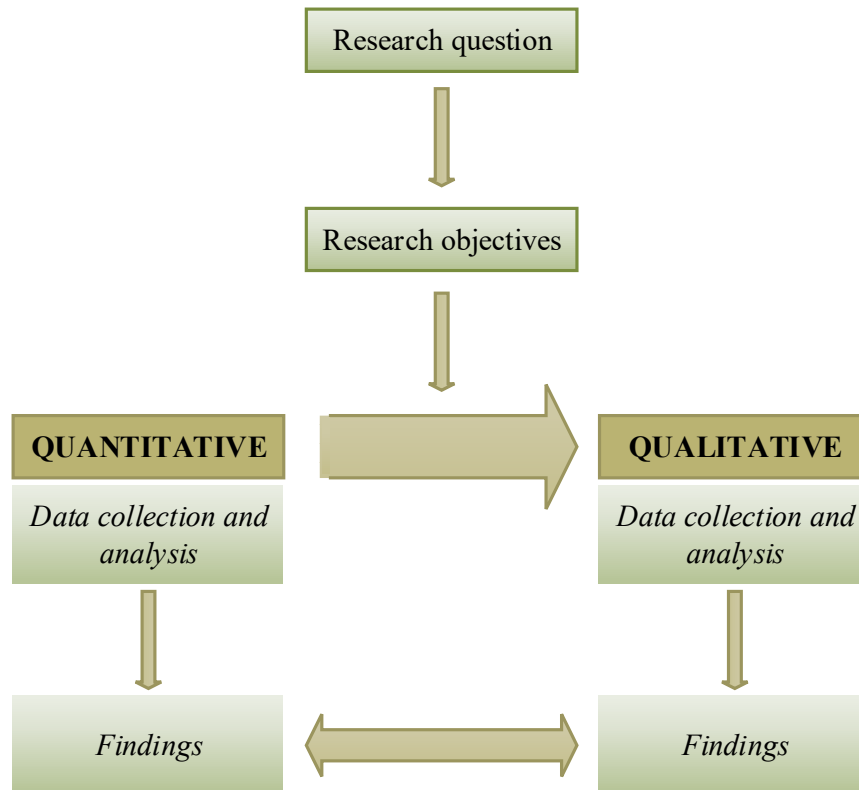 Research question
Research objectives
QUANTITATIVE
QUALITATIVE
Data collection and
analysis
Data collection and
analysis
Findings
Findings